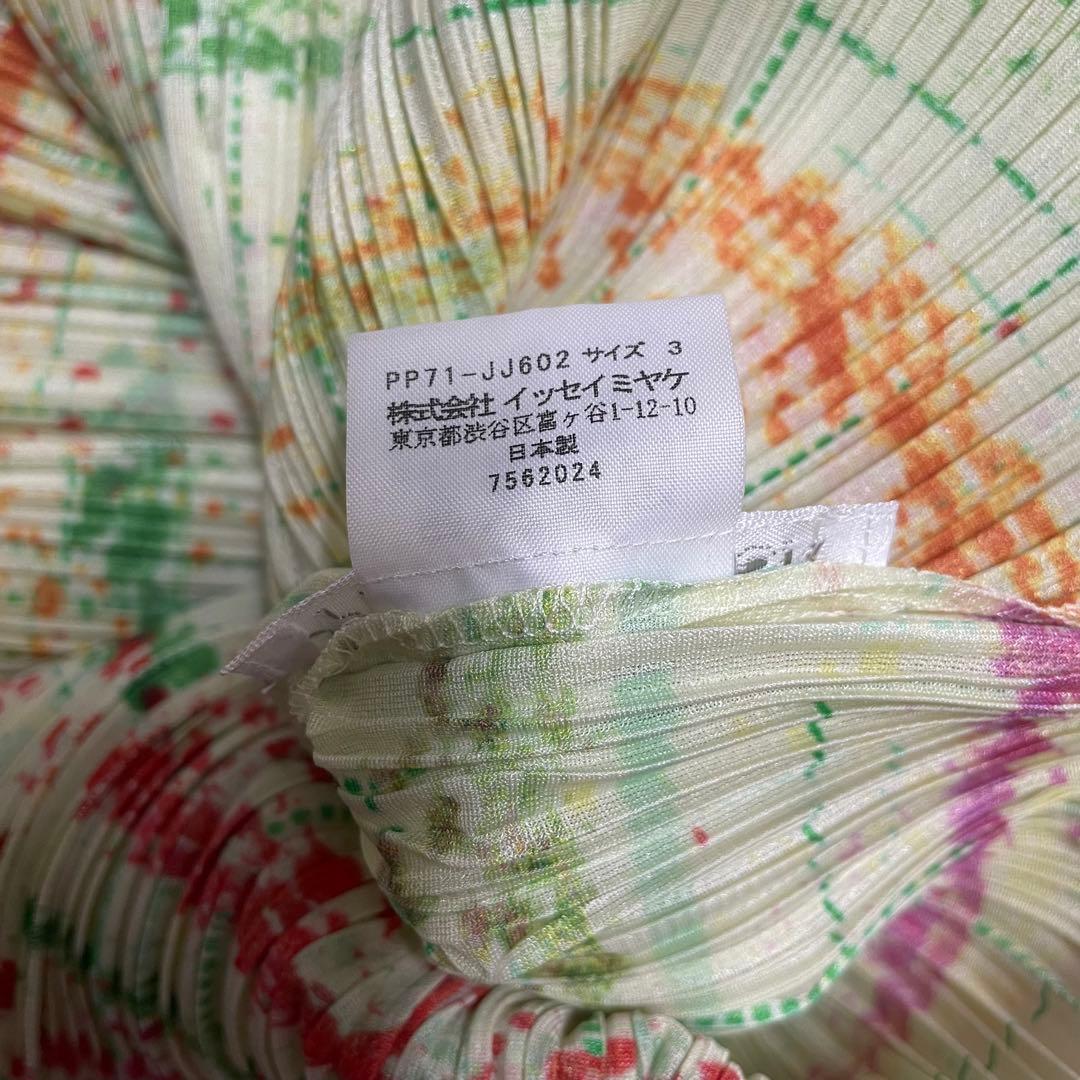 PP71-JJ602 サイズ 3
株式会社 イッセイミヤケ
東京都渋谷区富ヶ谷1-12-10
日本製
7562024